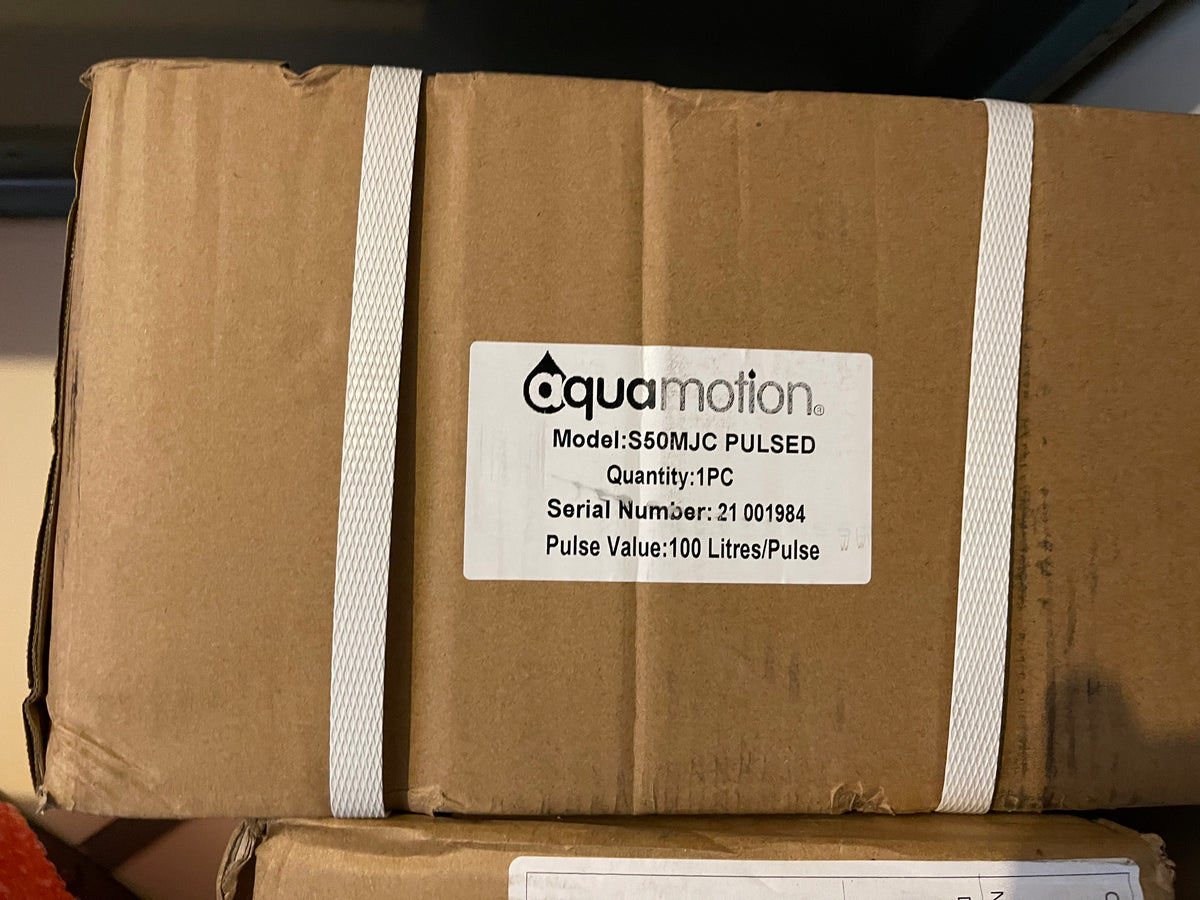 aquamotion®
Model:S50MJC PULSED
Quantity:1PC
Serial Number: 21 001984
Pulse Value:100 Litres/Pulse